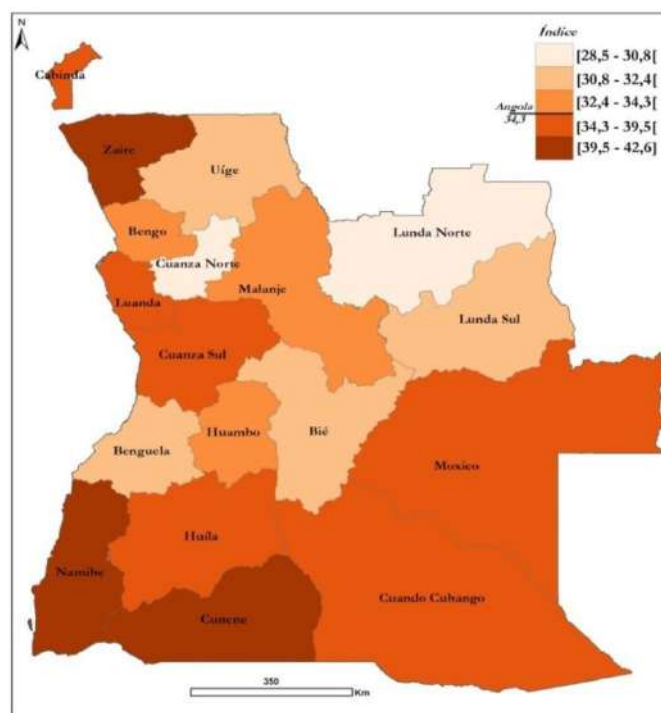 N
Índice
[28,5 - 30,8[
[30,8 - 32,4[
[32,4 - 34,3[
Angola
34,3
[34,3 - 39,5[
[39,5 - 42,6]
Cabinda
Zaire
Uíge
Bengo
Cuanza Norte
Lunda Norte
Luanda
Malanje
Lunda Sul
Cuanza Sul
Benguela
Huambo
Bié
Moxico
Huíla
Namibe
Cunene
Cuando Cubango
350
Km